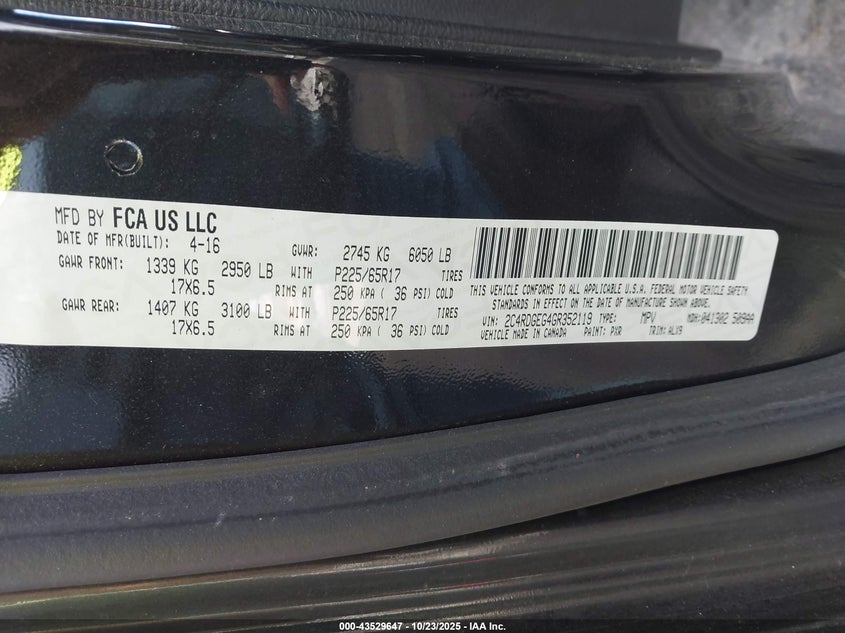 MFD BY FCA US LLC
DATE OF MFR(BUILT): 4-16 GVWR: 2745 KG 6050 LB
GAWR FRONT: 1339 KG 2950 LB WITH P225/65R17 TIRES
17X6.5 RIMS AT 250 KPA ( 36 PSI) COLD
GAWR REAR: 1407 KG 3100 LB WITH P225/65R17 TIRES
17X6.5 RIMS AT 250 KPA ( 36 PSI) COLD
THIS VEHICLE CONFORMS TO ALL APPLICABLE U.S.A. FEDERAL MOTOR VEHICLE SAFETY
STANDARDS IN EFFECT ON THE DATE OF MANUFACTURE SHOWN ABOVE.
VIN: 2C4RDGEG4GR352119 TYPE: MPV MDH: 041302 509AA
VEHICLE MADE IN CANADA PAINT: PXR TRIM: ALX9
000-43529647 - 10/23/2025 - IAA Inc.